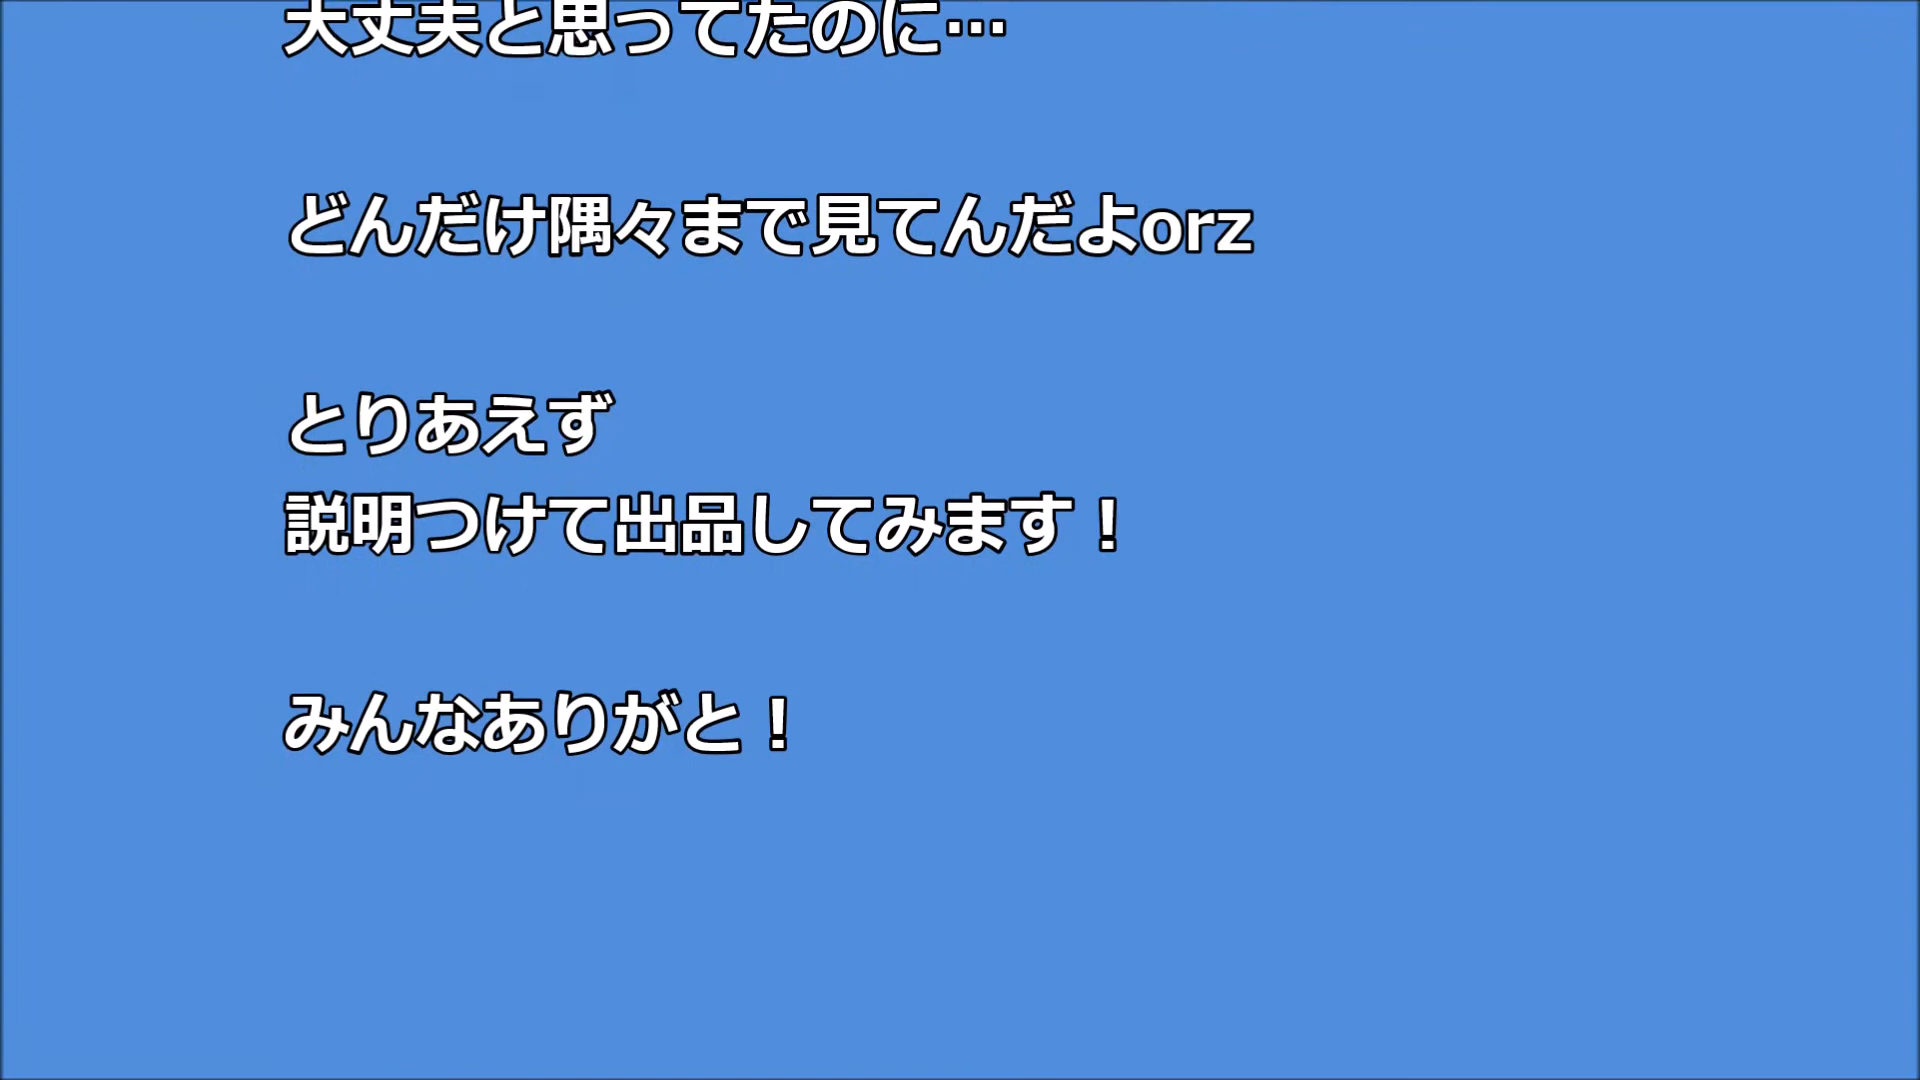 大丈夫と思ってたのに…
どんだけ隅々まで見てんだよorz
とりあえず
説明つけて出品してみます！
みんなありがと！